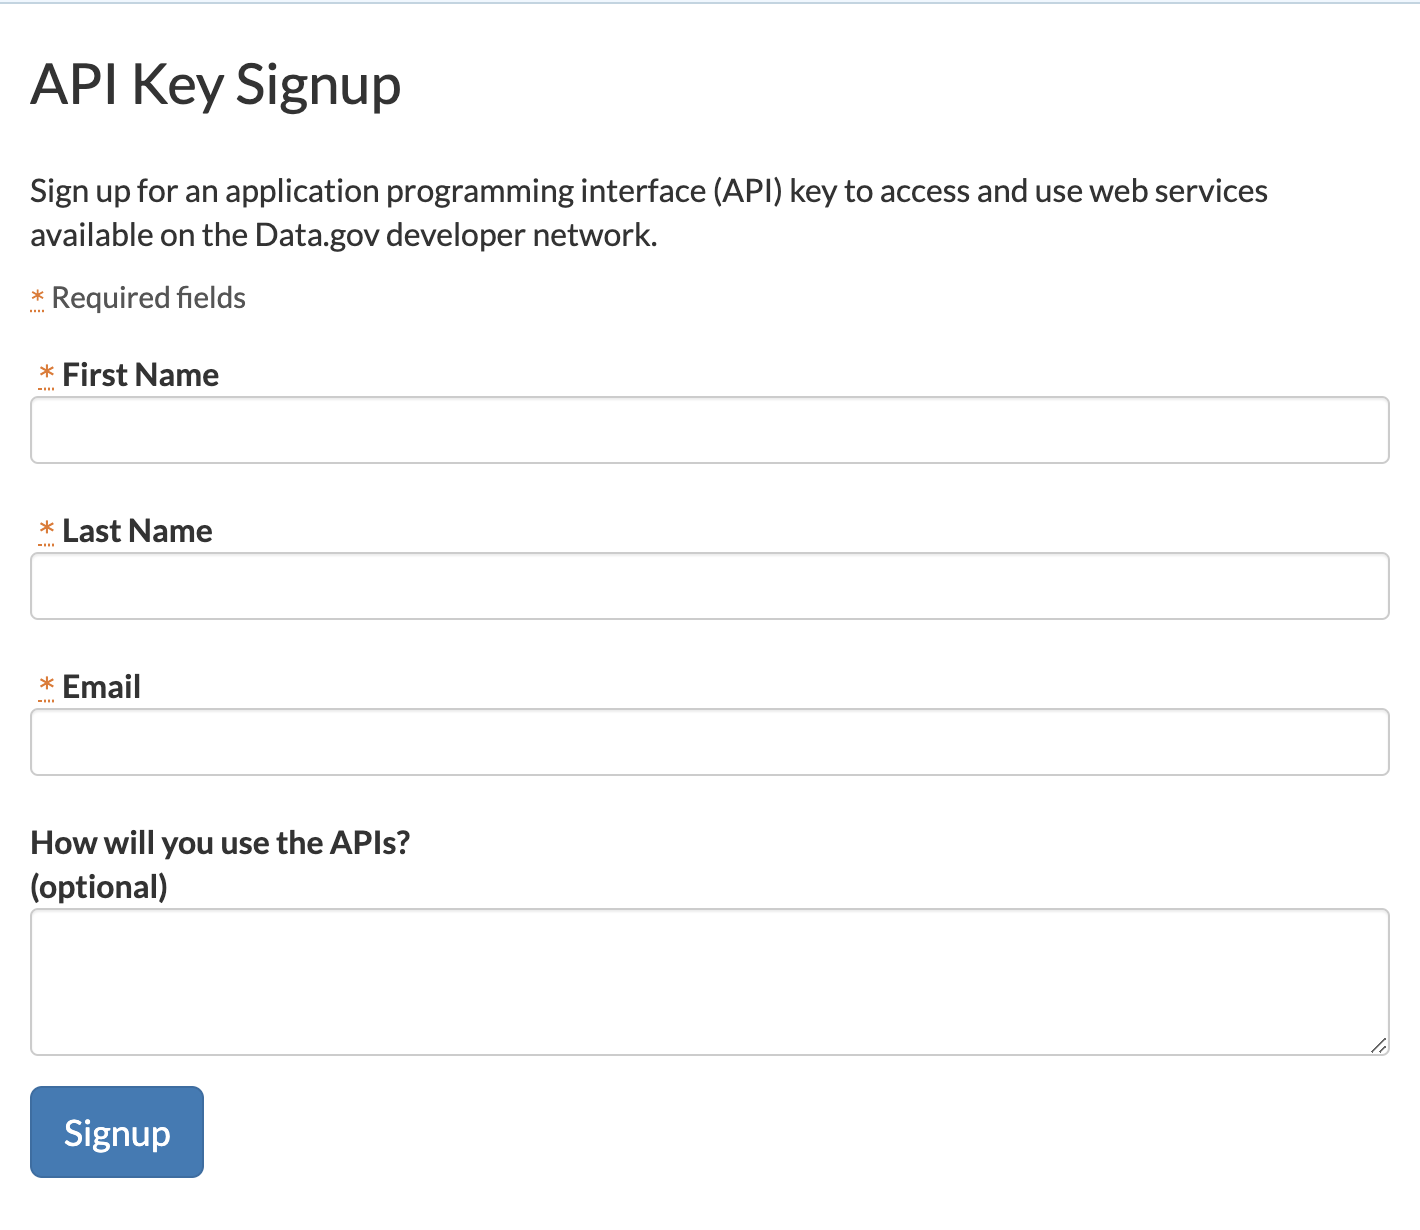 API Key Signup
Sign up for an application programming interface (API) key to access and use web services
available on the Data.gov developer network.
* Required fields
* First Name
* Last Name
* Email
How will you use the APIs?
(optional)
Signup